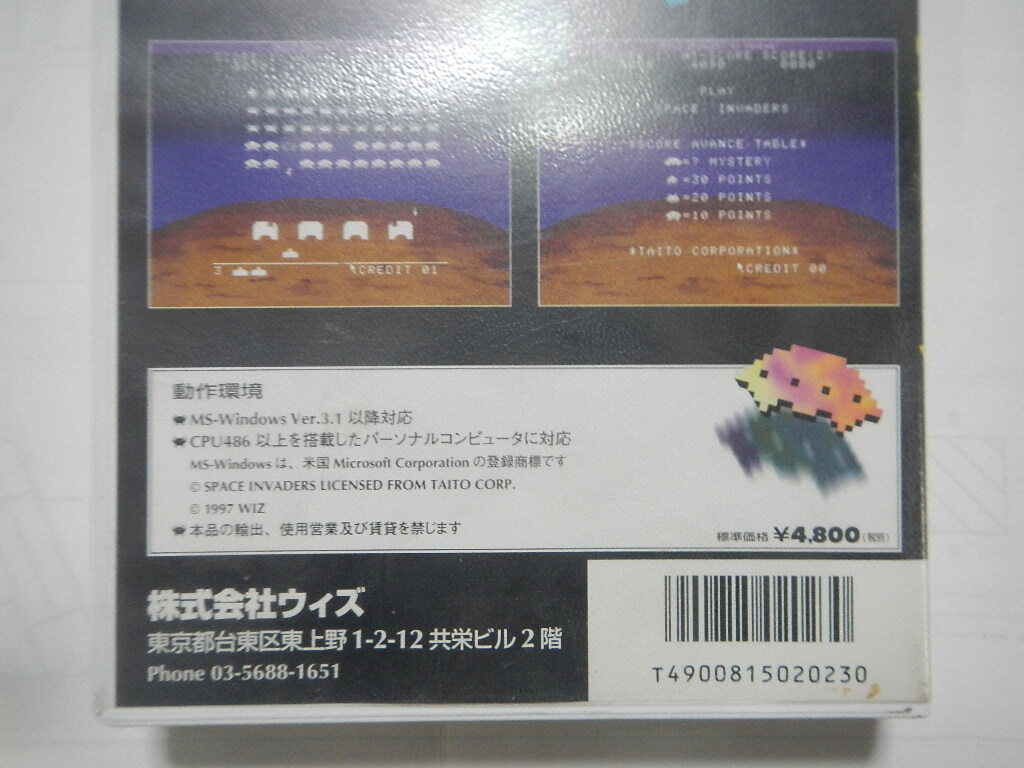 3
CREDIT 01
PLAY
SPACE INVADERS
*SCORE AVANCE TABLE*
=? MYSTERY
=30 POINTS
=20 POINTS
=10 POINTS
*TAITO CORPORATION*
CREDIT 00
動作環境
MS-Windows Ver.3.1 以降対応
CPU486 以上を搭載したパーソナルコンピュータに対応
MS-Windows は、米国 Microsoft Corporation の登録商標です
© SPACE INVADERS LICENSED FROM TAITO CORP.
© 1997 WIZ
本品の輸出、使用営業及び賃貸を禁じます
標準価格 ¥4,800(税別)
株式会社ウィズ
東京都台東区東上野 1-2-12 共栄ビル 2 階
Phone 03-5688-1651
T4900815020230